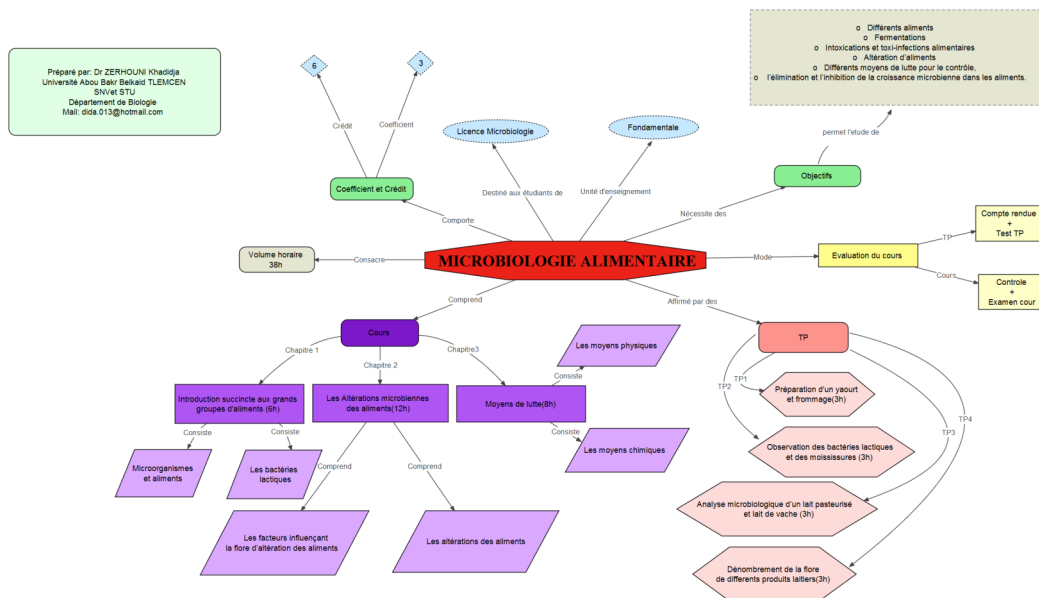 Préparé par: Dr ZERHOUNI Khadidja
Université Abou Bakr Belkaid TLEMCEN
SNVet STU
Département de Biologie
Mail: dida.013@hotmail.com
6
3
Crédit
Coefficient
Coefficient et Crédit
Comporte
Licence Microbiologie
Destiné aux étudiants de
Fondamentale
Unité d'enseignement
o Différents aliments
o Fermentations
o Intoxications et toxi-infections alimentaires
o Altération d'aliments
o Différents moyens de lutte pour le contrôle,
o l'élimination et l'inhibition de la croissance microbienne dans les aliments.
permet l'etude de
Objectifs
Nécessite des
Volume horaire
38h
Consacre
MICROBIOLOGIE ALIMENTAIRE
Mode
Evaluation du cours
TP
Compte rendue
+
Test TP
Cours
Controle
+
Examen cour
Comprend
Cours
Chapitre 1
Chapitre 2
Chapitre3
Introduction succincte aux grands
groupes d'aliments (6h)
Consiste
Consiste
Microorganismes
et aliments
Les bactéries
lactiques
Les Altérations microbiennes
des aliments(12h)
Comprend
Comprend
Les facteurs influençant
la flore d'altération des aliments
Les altérations des aliments
Moyens de lutte(8h)
Consiste
Consiste
Les moyens physiques
Les moyens chimiques
Affirmé par des
TP
TP1
TP2
TP3
TP4
Préparation d'un yaourt
et frommage(3h)
Observation des bactéries lactiques
et des moississures (3h)
Analyse microbiologique d'un lait pasteurisé
et lait de vache (3h)
Dénombrement de la flore
de differents produits laitiers(3h)